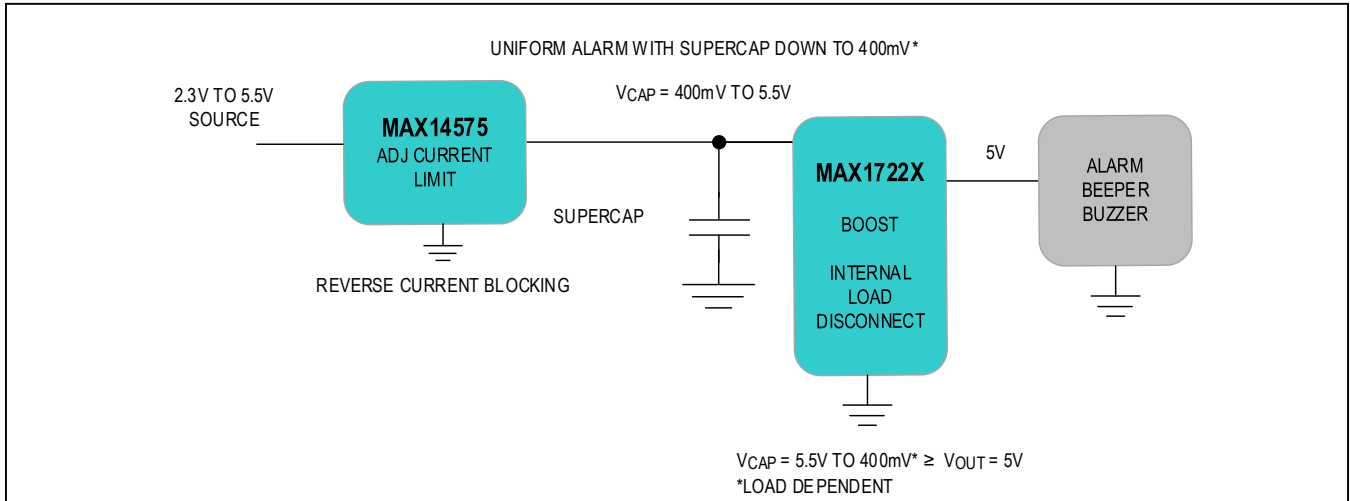 UNIFORM ALARM WITH SUPERCAP DOWN TO 400mV*
2.3V TO 5.5V
SOURCE
MAX14575
ADJ CURRENT
LIMIT
REVERSE CURRENT BLOCKING
VCAP = 400mV TO 5.5V
SUPERCAP
MAX1722X
BOOST
INTERNAL
LOAD
DISCONNECT
5V
ALARM
BEEPER
BUZZER
VCAP = 5.5V TO 400mV* ≥ VOUT = 5V
*LOAD DEPENDENT